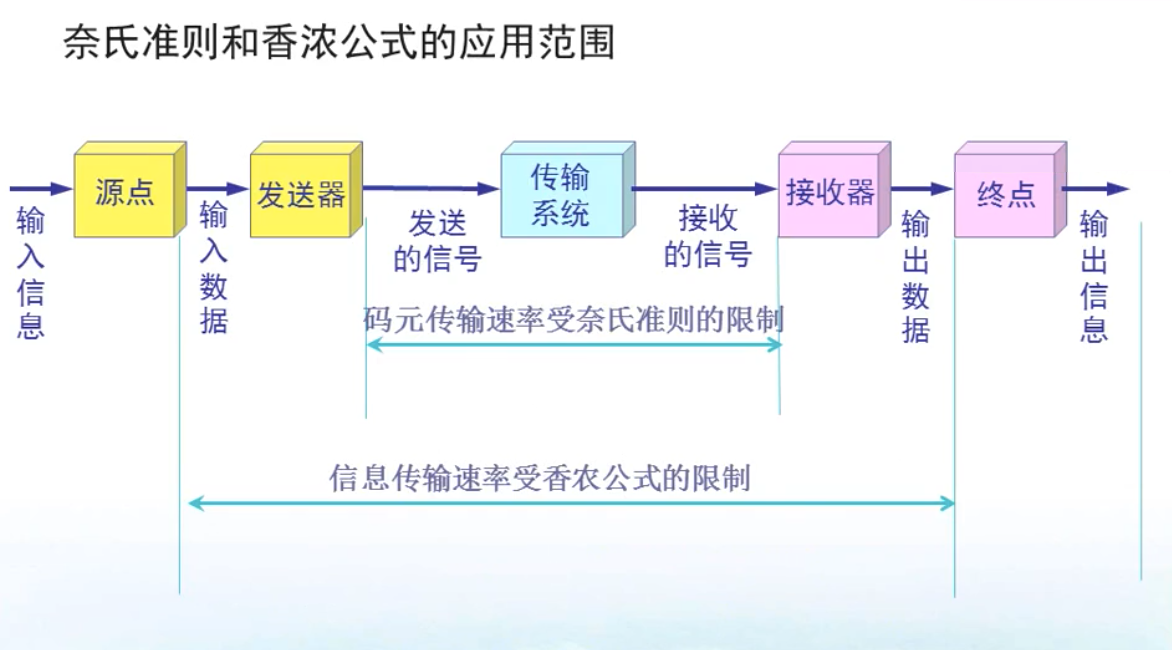 奈氏准则和香浓公式的应用范围
源点
发送器
传输
系统
接收器
终点
输入信息
输入数据
发送
的信号
接收
的信号
输出数据
输出信息
码元传输速率受奈氏准则的限制
信息传输速率受香农公式的限制